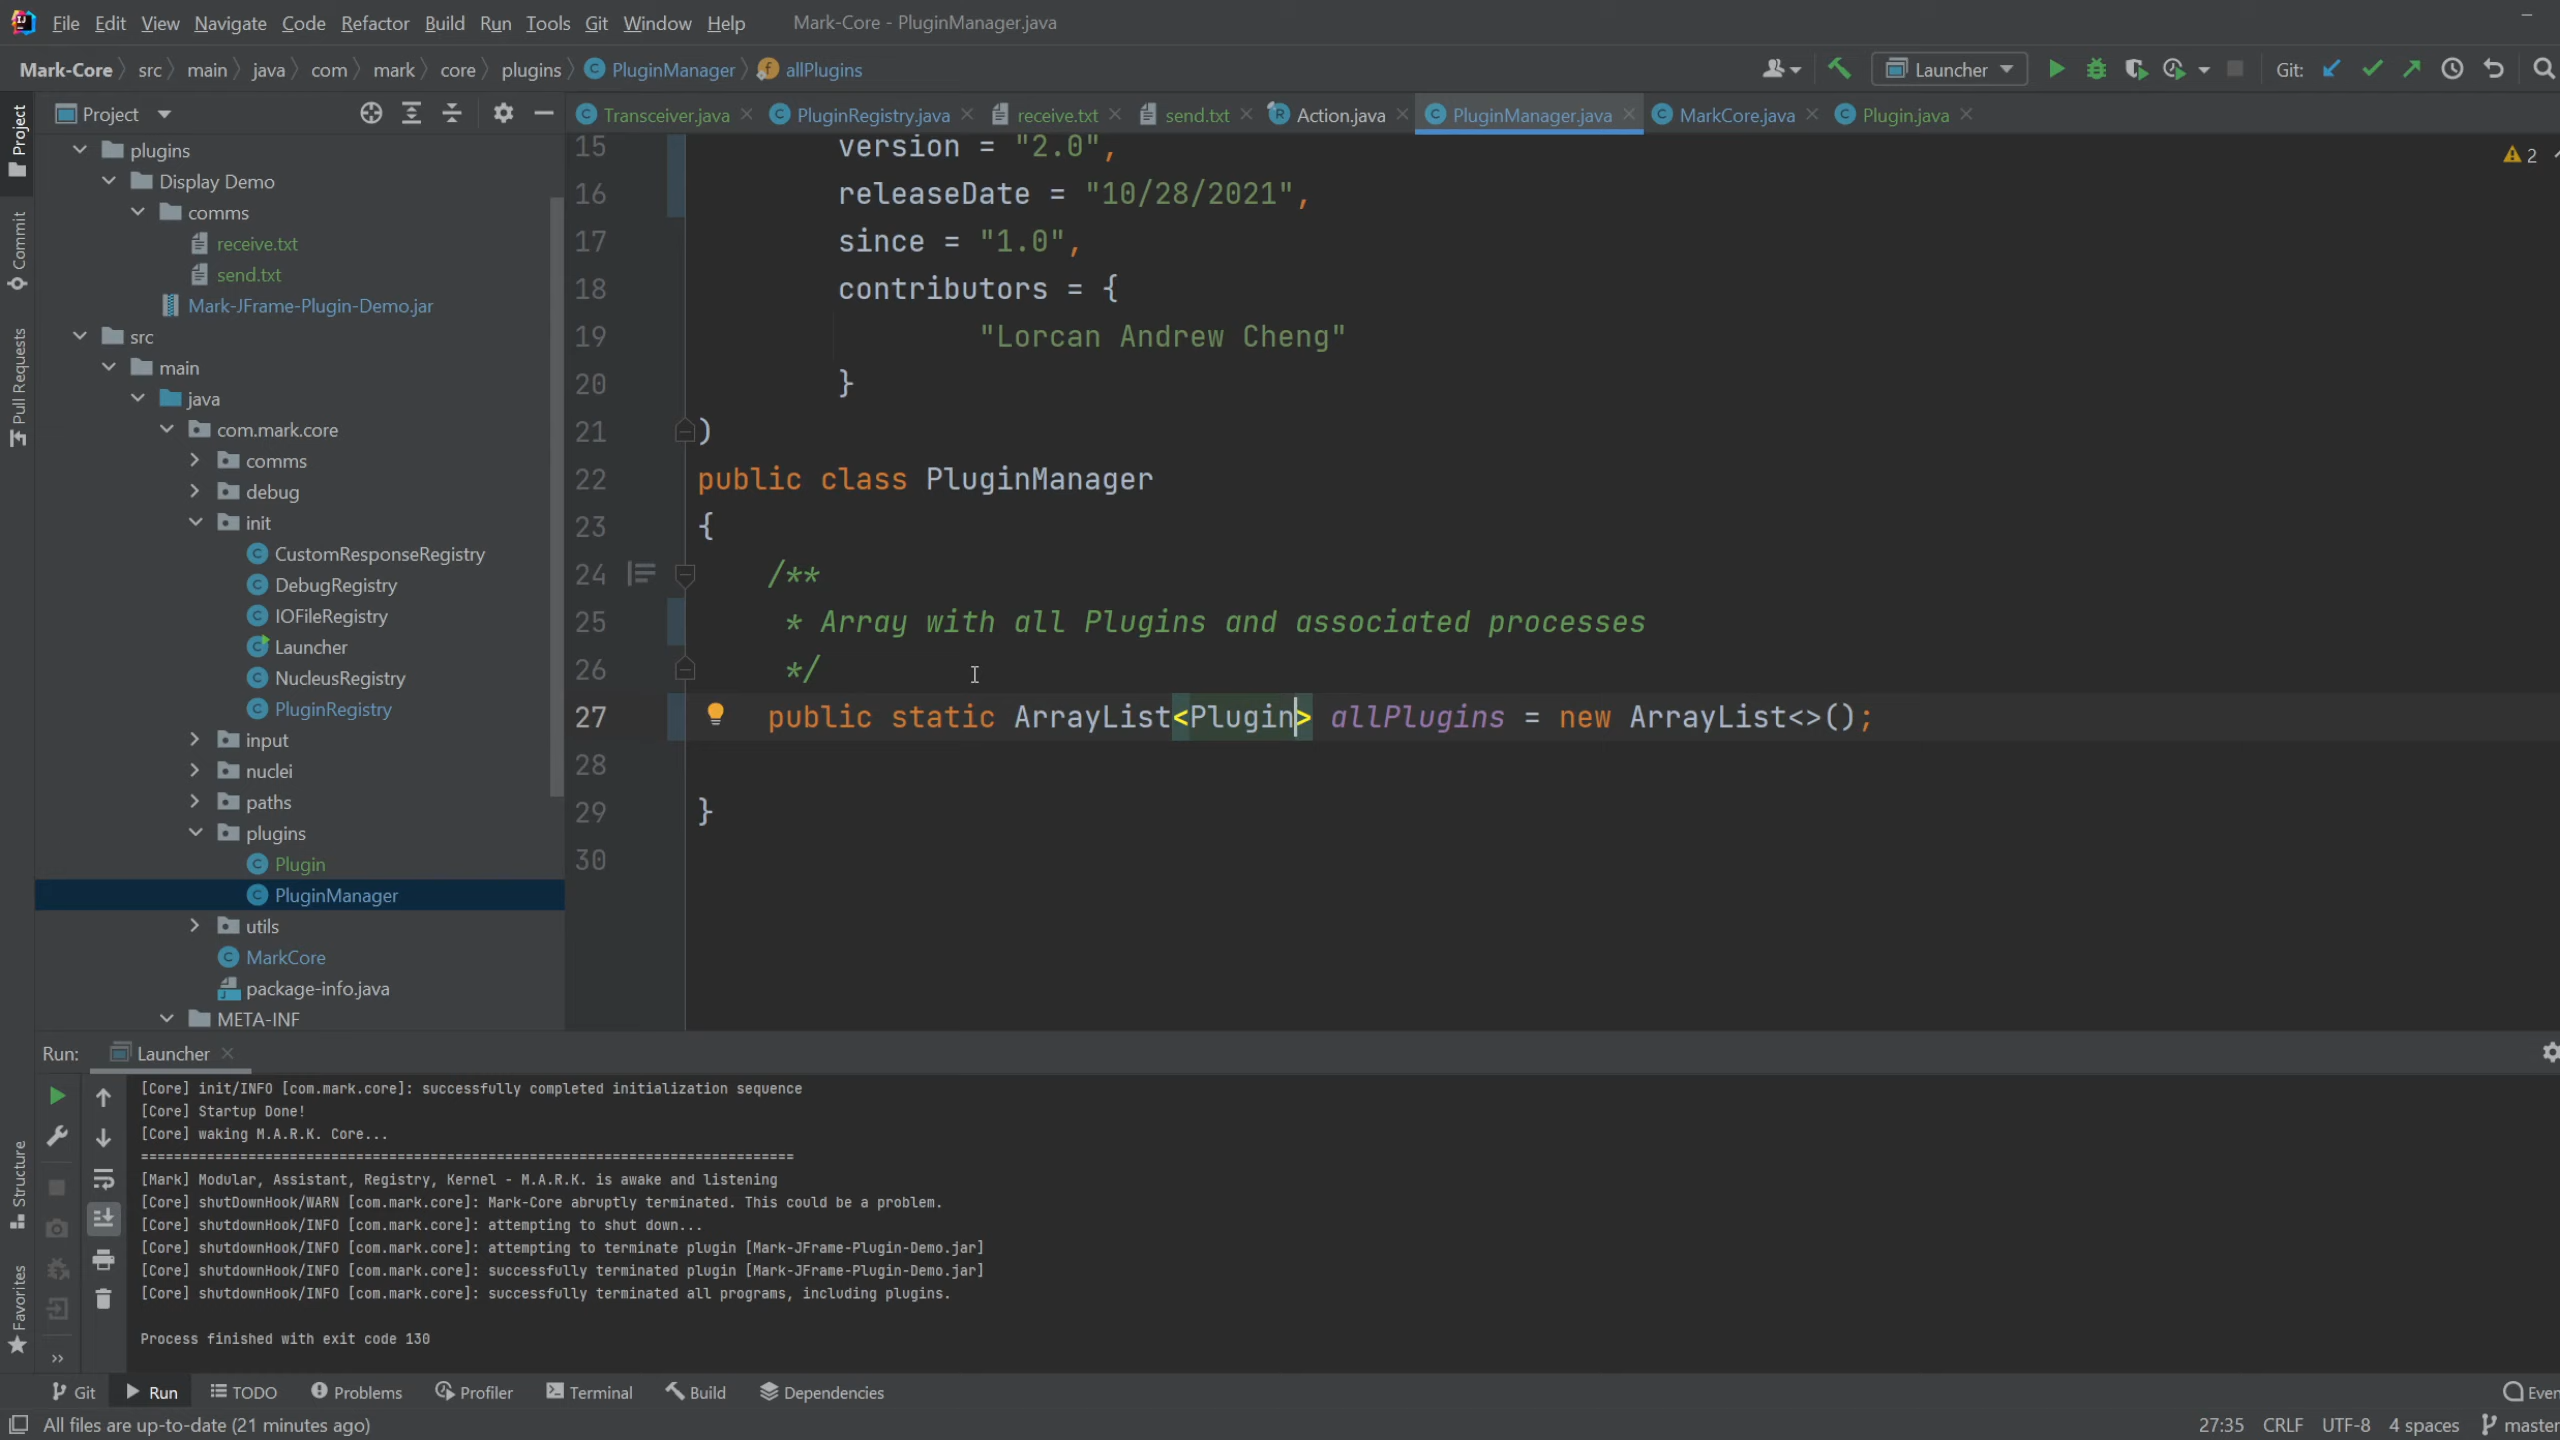 File Edit View Navigate Code Refactor Build Run Tools Git Window Help Mark-Core - PluginManager.java
Mark-Core src main java com mark core plugins PluginManager allPlugins Launcher Git:
Project
Transceiver.java PluginRegistry.java receive.txt send.txt Action.java PluginManager.java MarkCore.java Plugin.java
Project
Commit
Pull Requests
Structure
Favorites
plugins
Display Demo
comms
receive.txt
send.txt
Mark-JFrame-Plugin-Demo.jar
src
main
java
com.mark.core
comms
debug
init
CustomResponseRegistry
DebugRegistry
IOFileRegistry
Launcher
NucleusRegistry
PluginRegistry
input
nuclei
paths
plugins
Plugin
PluginManager
utils
MarkCore
package-info.java
META-INF
15 version = "2.0",
2
16 releaseDate = "10/28/2021",
17 since = "1.0",
18 contributors = {
19 "Lorcan Andrew Cheng"
20 }
21 )
22 public class PluginManager
23 {
24 /**
25 * Array with all Plugins and associated processes
26 */
27 public static ArrayList<Plugin> allPlugins = new ArrayList<>();
28
29 }
30
Run: Launcher
[Core] init/INFO [com.mark.core]: successfully completed initialization sequence
[Core] Startup Done!
[Core] waking M.A.R.K. Core...
===============================================================================
[Mark] Modular, Assistant, Registry, Kernel - M.A.R.K. is awake and listening
[Core] shutDownHook/WARN [com.mark.core]: Mark-Core abruptly terminated. This could be a problem.
[Core] shutdownHook/INFO [com.mark.core]: attempting to shut down...
[Core] shutdownHook/INFO [com.mark.core]: attempting to terminate plugin [Mark-JFrame-Plugin-Demo.jar]
[Core] shutdownHook/INFO [com.mark.core]: successfully terminated plugin [Mark-JFrame-Plugin-Demo.jar]
[Core] shutdownHook/INFO [com.mark.core]: successfully terminated all programs, including plugins.
Process finished with exit code 130
Git Run TODO Problems Profiler Terminal Build Dependencies Even
All files are up-to-date (21 minutes ago) 27:35 CRLF UTF-8 4 spaces master